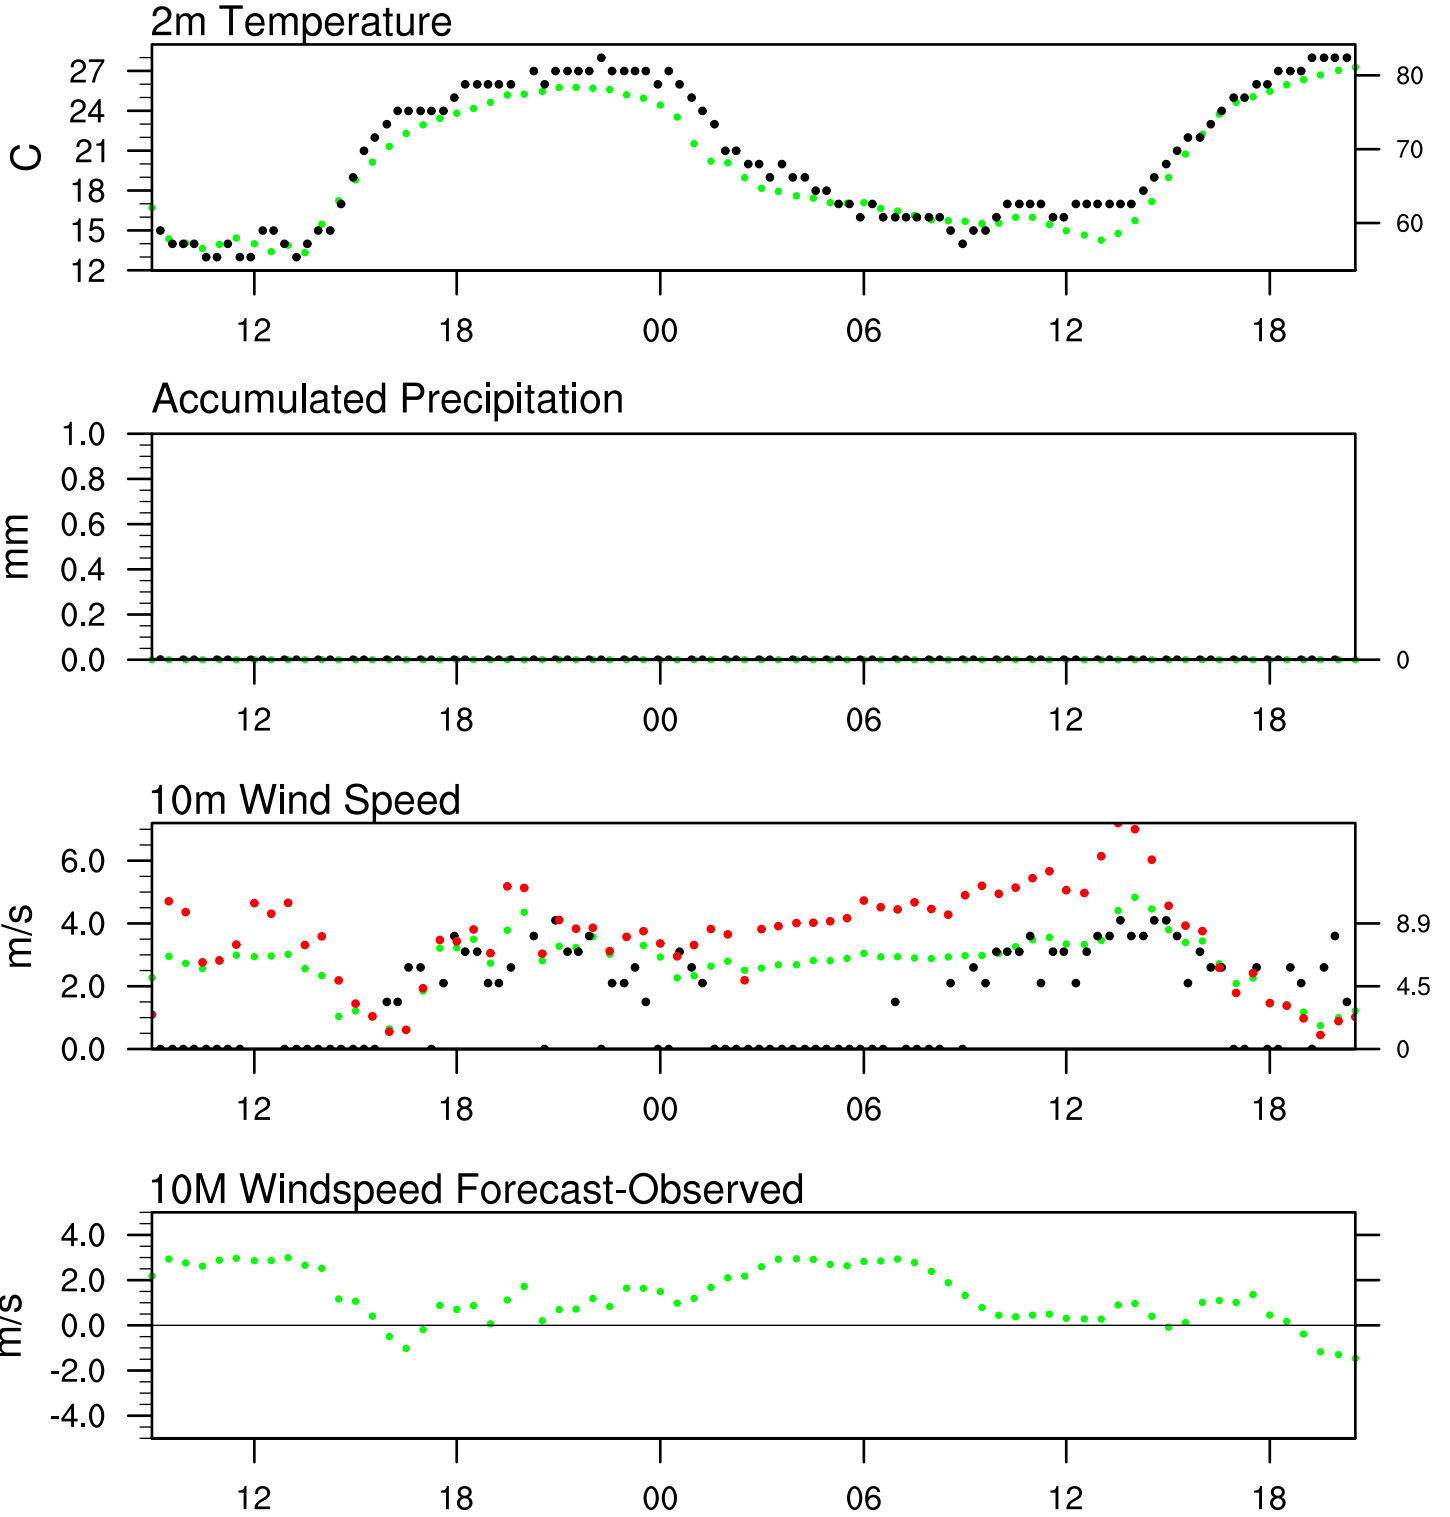 2m Temperature
C
27
24
21
18
15
12
80
70
60
12 18 00 06 12 18
Accumulated Precipitation
mm
1.0
0.8
0.6
0.4
0.2
0.0
0
12 18 00 06 12 18
10m Wind Speed
m/s
6.0
4.0
2.0
0.0
8.9
4.5
0
12 18 00 06 12 18
10M Windspeed Forecast-Observed
m/s
4.0
2.0
0.0
-2.0
-4.0
12 18 00 06 12 18